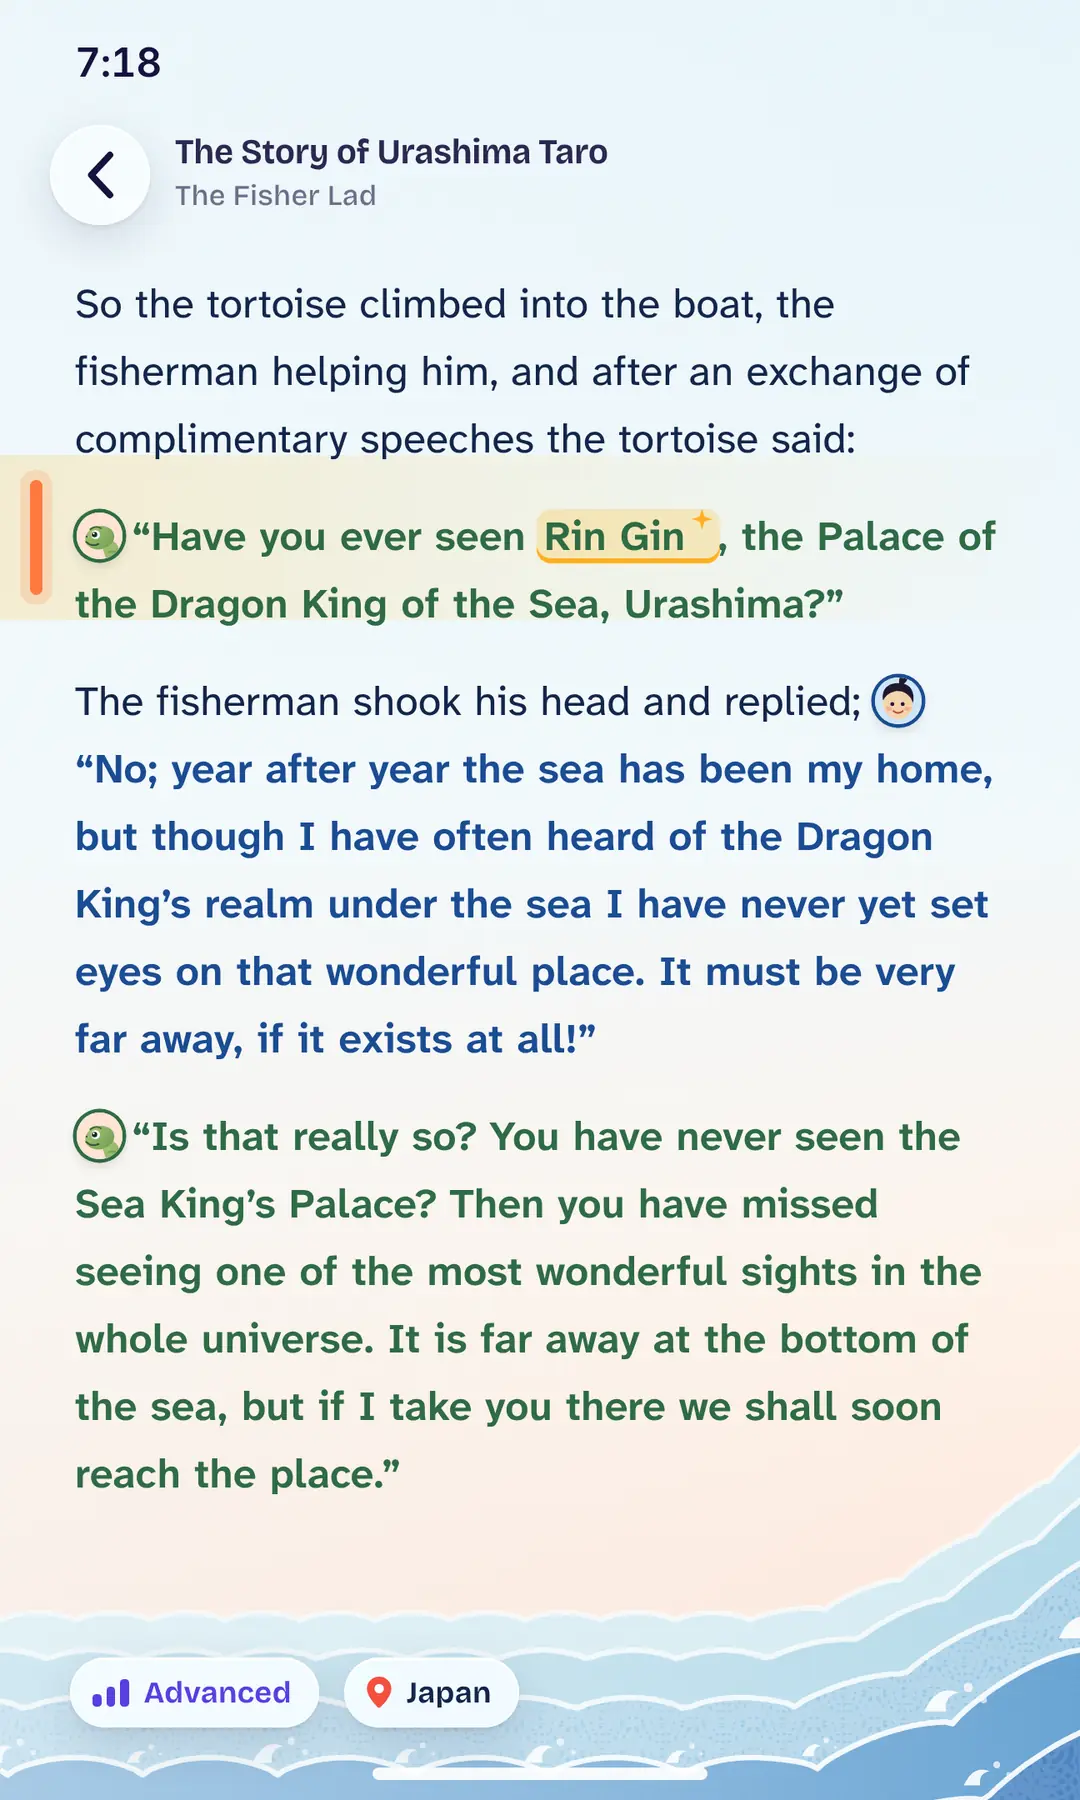 7:18
The Story of Urashima Taro
The Fisher Lad
So the tortoise climbed into the boat, the
fisherman helping him, and after an exchange of
complimentary speeches the tortoise said:
“Have you ever seen Rin Gin, the Palace of
the Dragon King of the Sea, Urashima?”
The fisherman shook his head and replied;
“No; year after year the sea has been my home,
but though I have often heard of the Dragon
King’s realm under the sea I have never yet set
eyes on that wonderful place. It must be very
far away, if it exists at all!”
“Is that really so? You have never seen the
Sea King’s Palace? Then you have missed
seeing one of the most wonderful sights in the
whole universe. It is far away at the bottom of
the sea, but if I take you there we shall soon
reach the place.”
Advanced
Japan